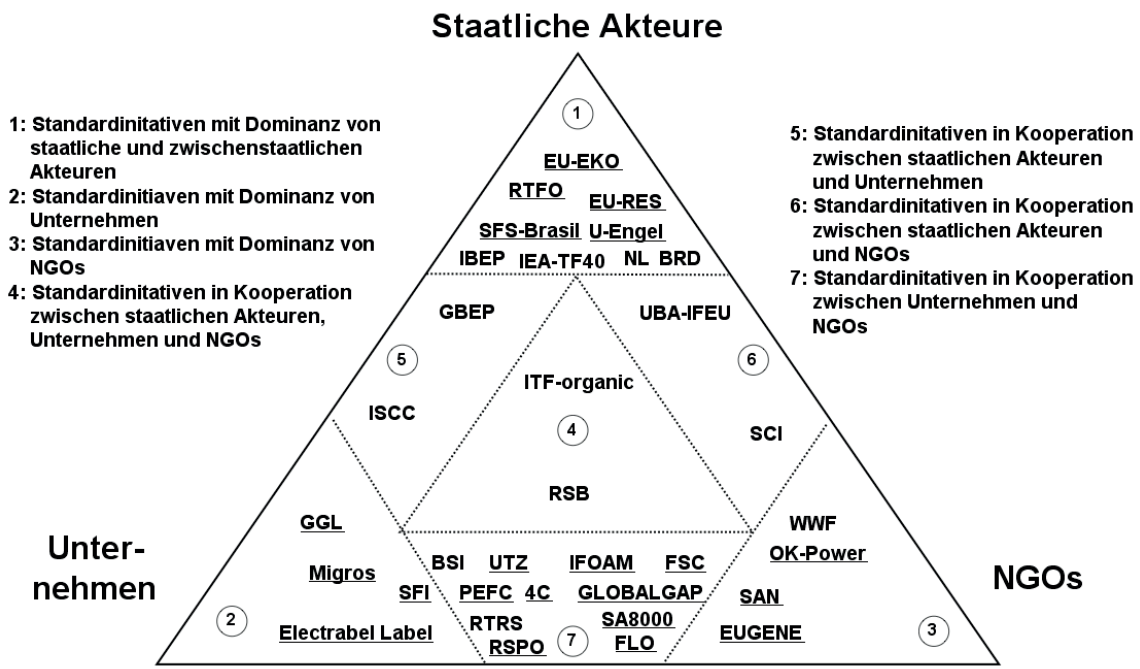 Staatliche Akteure
1: Standardinitativen mit Dominanz von
staatliche und zwischenstaatlichen
Akteuren
2: Standardinitiaven mit Dominanz von
Unternehmen
3: Standardinitiaven mit Dominanz von
NGOs
4: Standardinitativen in Kooperation
zwischen staatlichen Akteuren,
Unternehmen und NGOs
5: Standardinitativen in Kooperation
zwischen staatlichen Akteuren
und Unternehmen
6: Standardinitativen in Kooperation
zwischen staatlichen Akteuren
und NGOs
7: Standardinitativen in Kooperation
zwischen Unternehmen und
NGOs
1
EU-EKO
RTFO
EU-RES
SFS-Brasil U-Engel
IBEP IEA-TF40 NL BRD
GBEP
UBA-IFEU
5
6
ITF-organic
ISCC
4
SCI
RSB
Unter-
nehmen
NGOs
GGL
Migros
SFI
2
Electrabel Label
BSI UTZ IFOAM FSC
PEFC 4C GLOBALGAP
RTRS SA8000
RSPO 7 FLO
WWF
OK-Power
SAN
EUGENE
3